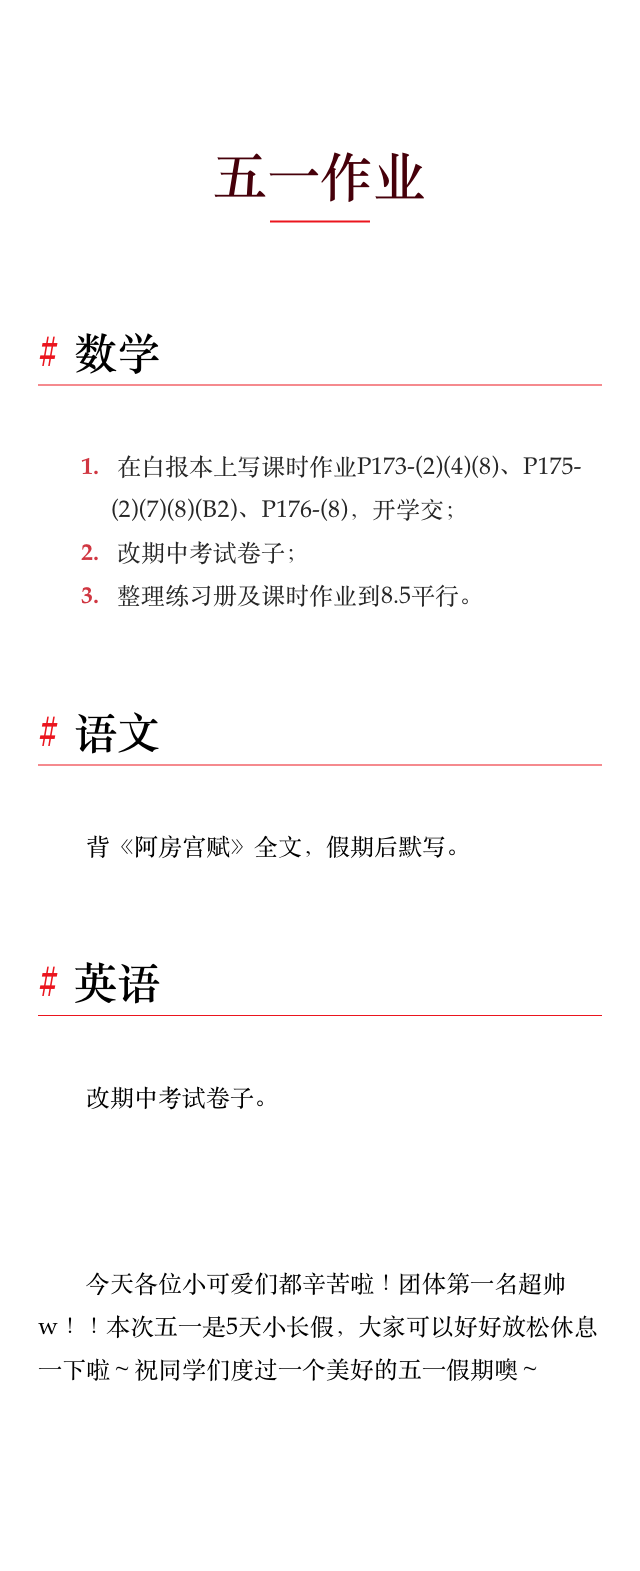 五一作业
# 数学
1. 在白报本上写课时作业P173-(2)(4)(8)、P175-
(2)(7)(8)(B2)、P176-(8)，开学交；
2. 改期中考试卷子；
3. 整理练习册及课时作业到8.5平行。
# 语文
背《阿房宫赋》全文，假期后默写。
# 英语
改期中考试卷子。
今天各位小可爱们都辛苦啦！团体第一名超帅
w！！本次五一是5天小长假，大家可以好好放松休息
一下啦～祝同学们度过一个美好的五一假期噢～